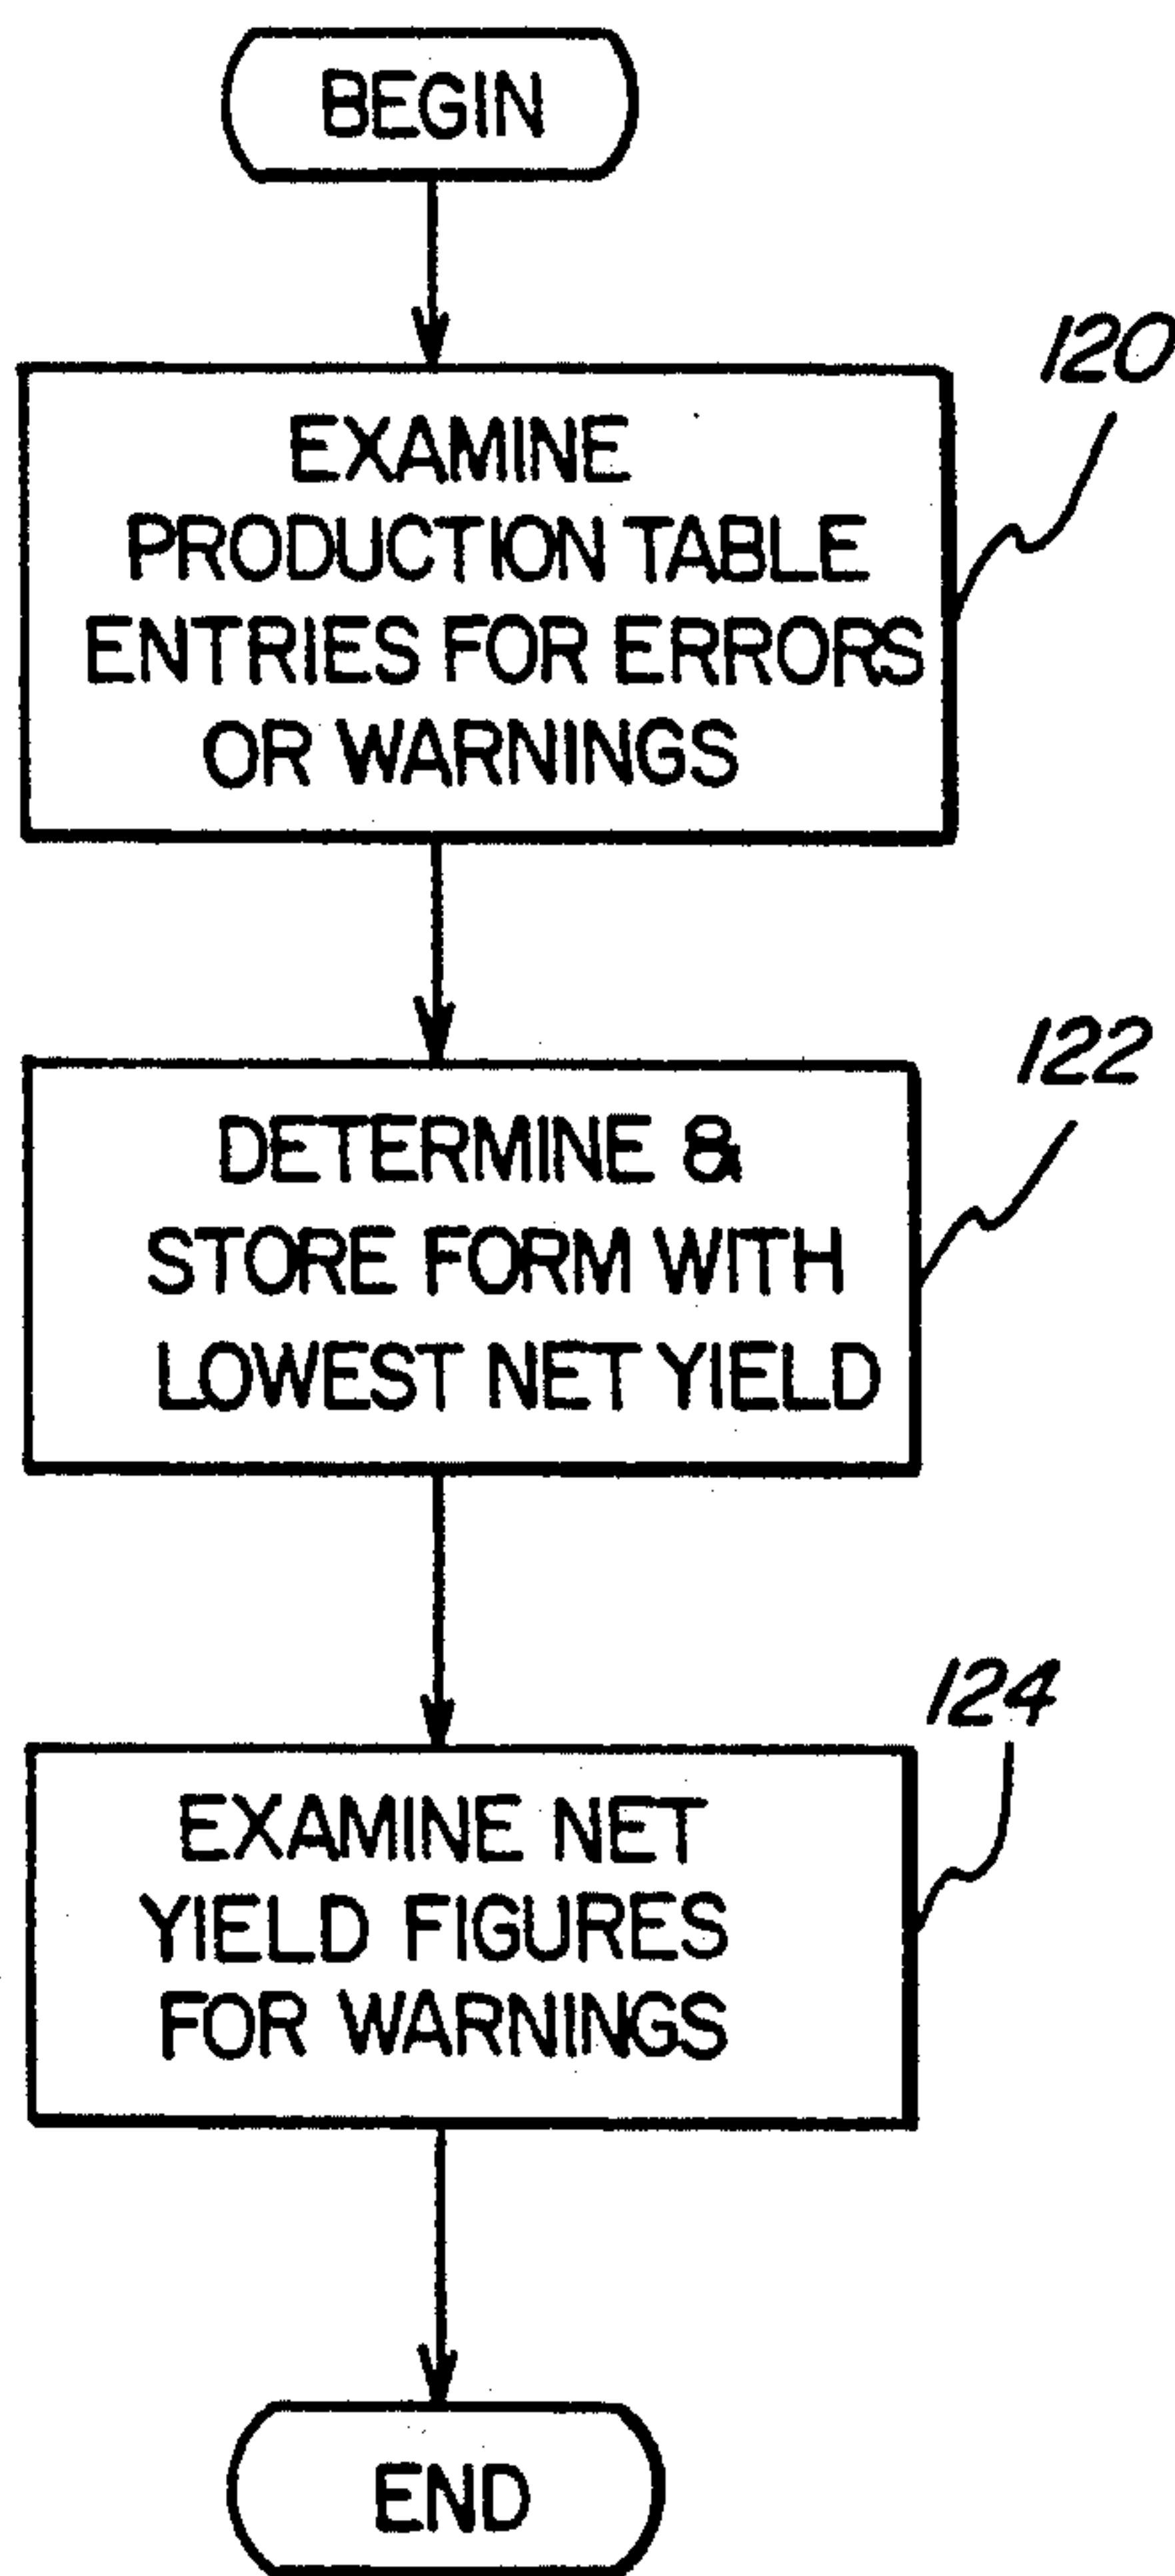 BEGIN
120
EXAMINE
PRODUCTION TABLE
ENTRIES FOR ERRORS
OR WARNINGS
122
DETERMINE &
STORE FORM WITH
LOWEST NET YIELD
124
EXAMINE NET
YIELD FIGURES
FOR WARNINGS
END